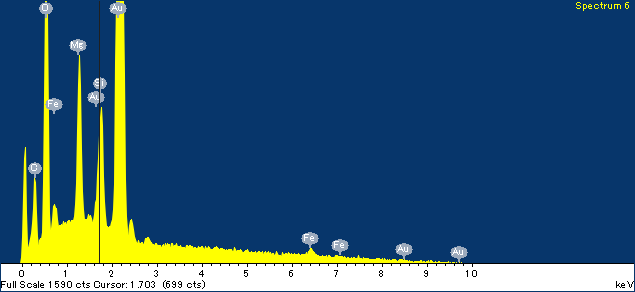 Spectrum 6
O Au
Mg
Si
Fe Au
C
Fe Fe Au Au
0 1 2 3 4 5 6 7 8 9 10
Full Scale 1590 cts Cursor: 1.703 (699 cts) keV